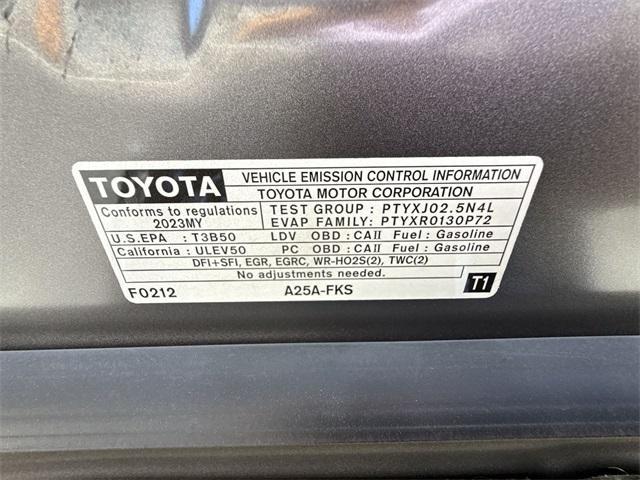 TOYOTA
VEHICLE EMISSION CONTROL INFORMATION
TOYOTA MOTOR CORPORATION
Conforms to regulations
2023MY
TEST GROUP : PTYXJ02.5N4L
EVAP FAMILY: PTYXR0130P72
U.S.EPA : T3B50 LDV OBD : CAII Fuel : Gasoline
California : ULEV50 PC OBD : CAII Fuel : Gasoline
DFI+SFI, EGR, EGRC, WR-HO2S(2), TWC(2)
No adjustments needed.
F0212 A25A-FKS T1